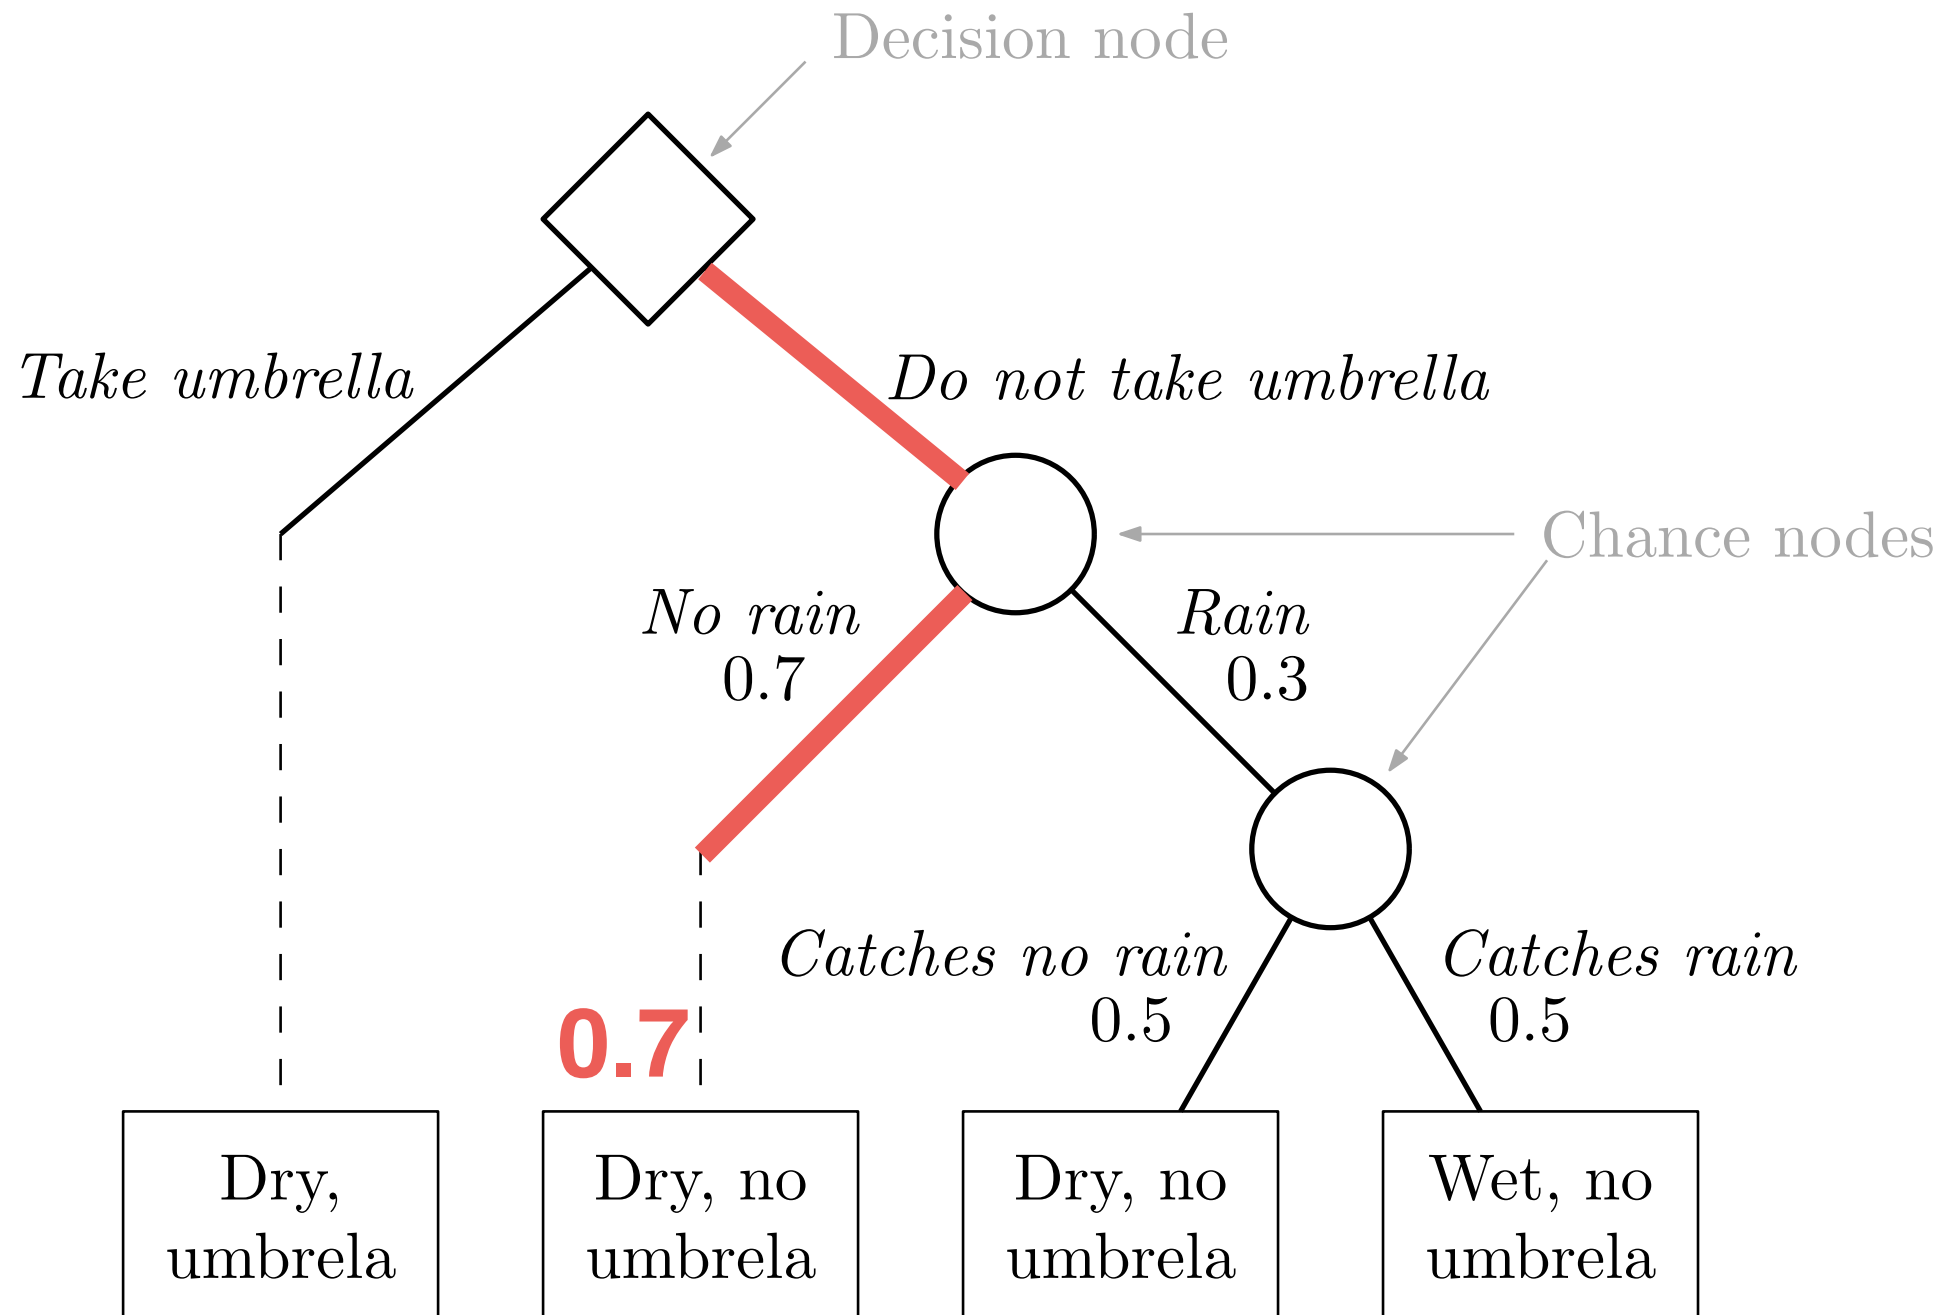 Decision node
Take umbrella
Do not take umbrella
Chance nodes
No rain
0.7
Rain
0.3
Catches no rain
0.5
Catches rain
0.5
0.7
Dry,
umbrela
Dry, no
umbrela
Dry, no
umbrela
Wet, no
umbrela